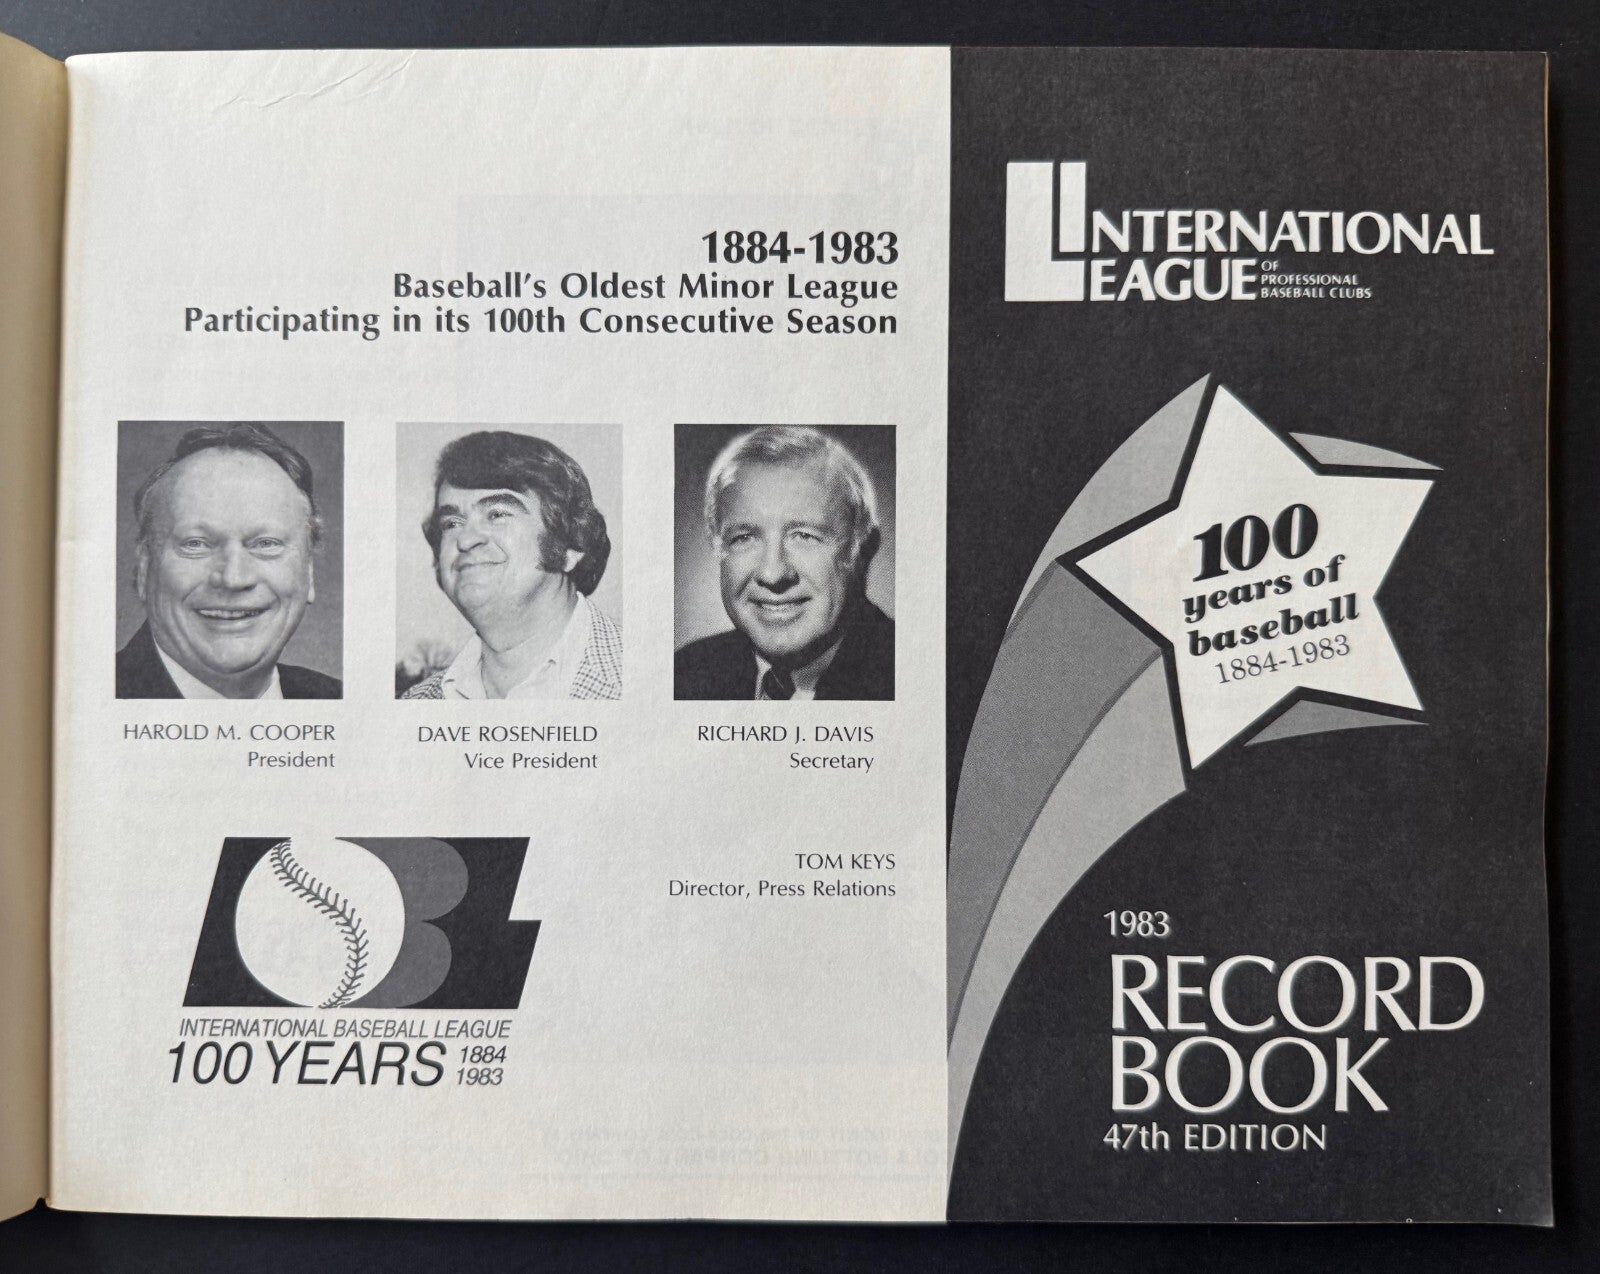 1884-1983
Baseball's Oldest Minor League
Participating in its 100th Consecutive Season
HAROLD M. COOPER
President
DAVE ROSENFIELD
Vice President
RICHARD J. DAVIS
Secretary
TOM KEYS
Director, Press Relations
INTERNATIONAL BASEBALL LEAGUE
100 YEARS 1884
1983
INTERNATIONAL
LEAGUE OF
PROFESSIONAL
BASEBALL CLUBS
100
years of
baseball
1884-1983
1983
RECORD
BOOK
47th EDITION